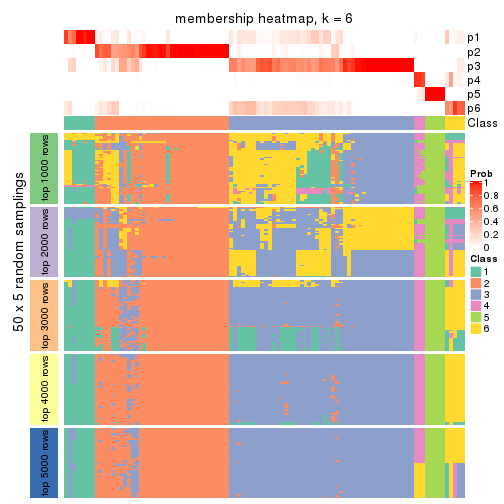 membership heatmap, k = 6
p1
p2
p3
p4
p5
p6
Class
50 x 5 random samplings
top 1000 rows
top 2000 rows
top 3000 rows
top 4000 rows
top 5000 rows
Prob
1
0.8
0.6
0.4
0.2
0
Class
1
2
3
4
5
6